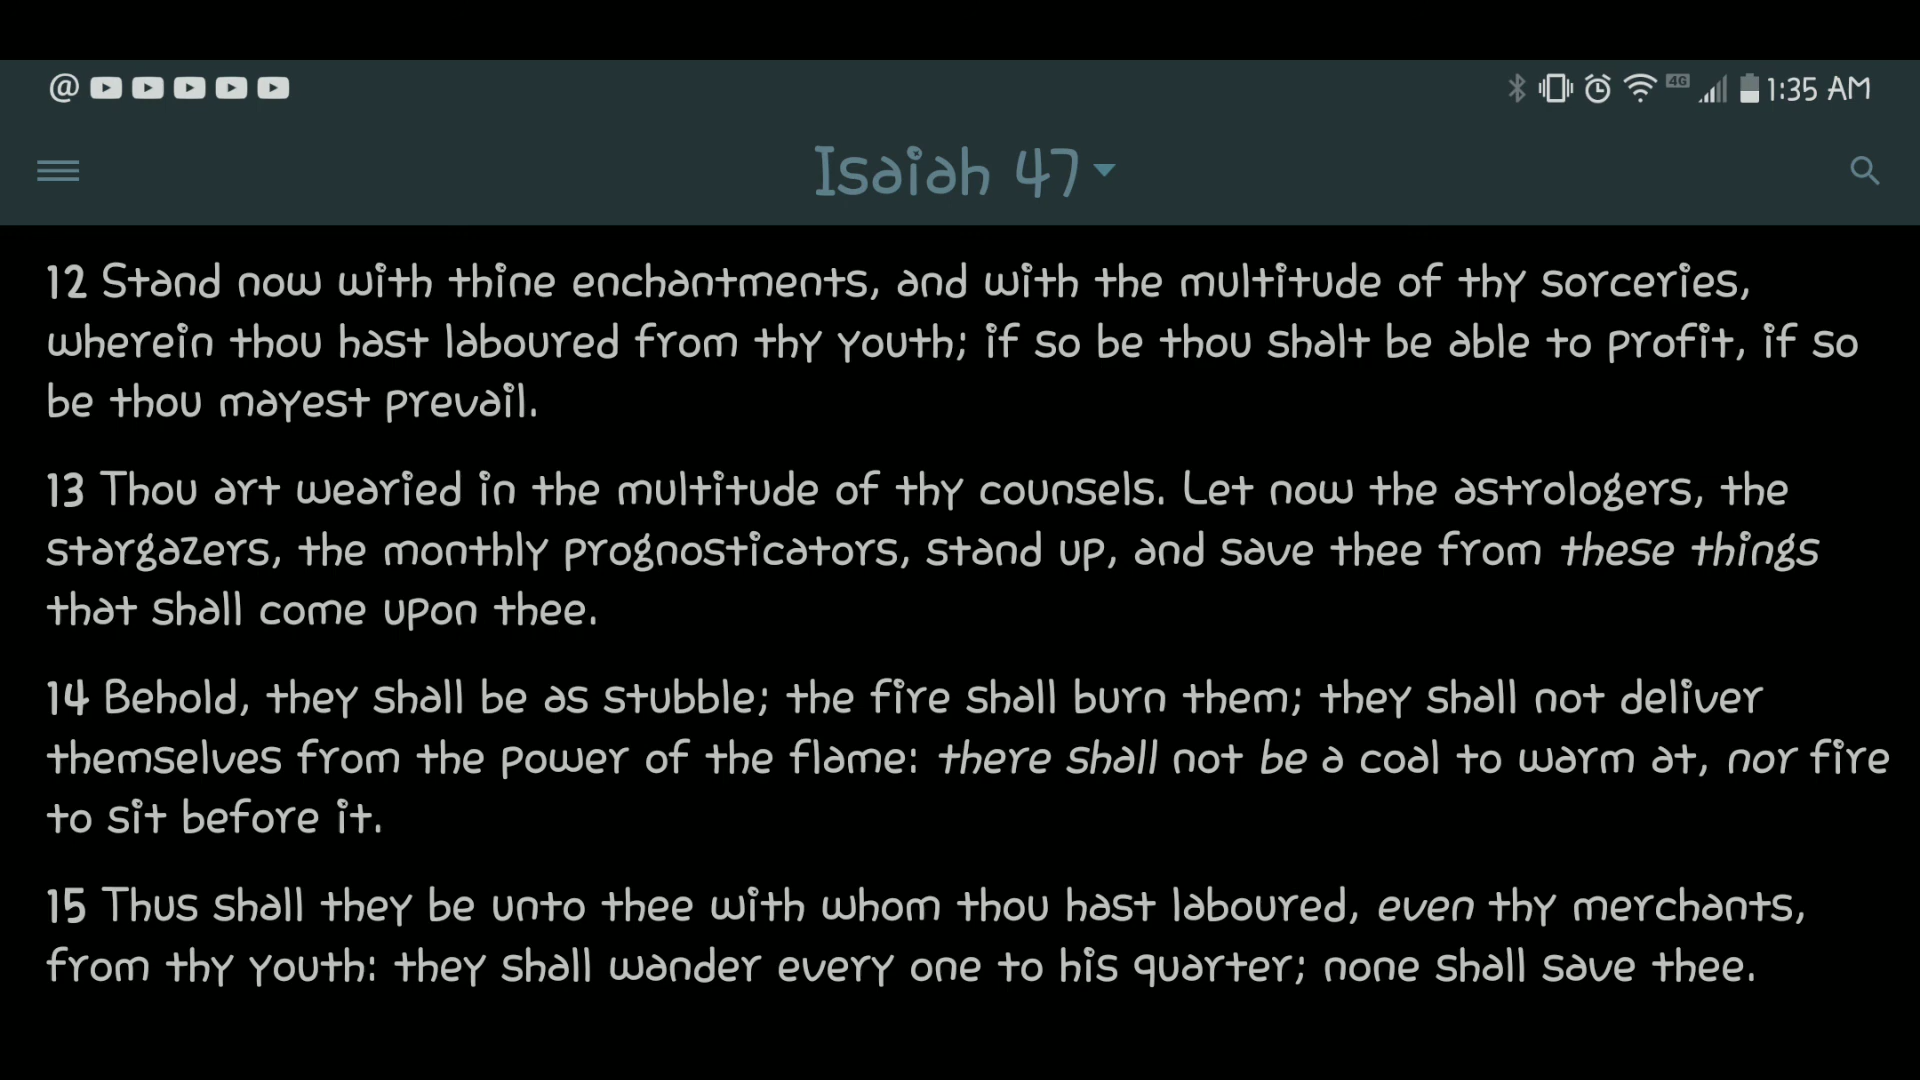 @ 4G 1:35 AM
Isaiah 47
12 Stand now with thine enchantments, and with the multitude of thy sorceries,
wherein thou hast laboured from thy youth; if so be thou shalt be able to profit, if so
be thou mayest prevail.
13 Thou art wearied in the multitude of thy counsels. Let now the astrologers, the
stargazers, the monthly prognosticators, stand up, and save thee from these things
that shall come upon thee.
14 Behold, they shall be as stubble; the fire shall burn them; they shall not deliver
themselves from the power of the flame: there shall not be a coal to warm at, nor fire
to sit before it.
15 Thus shall they be unto thee with whom thou hast laboured, even thy merchants,
from thy youth: they shall wander every one to his quarter; none shall save thee.